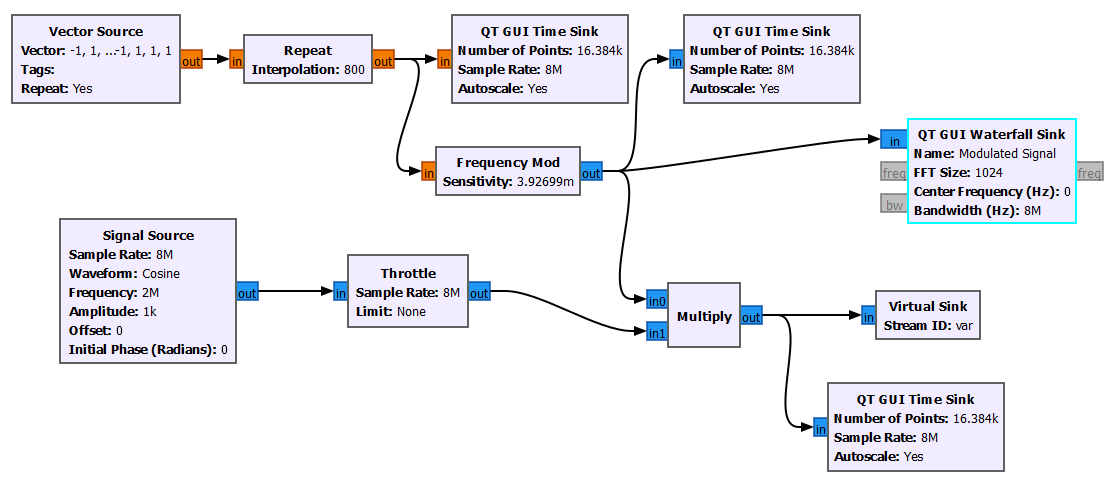 Vector Source
Vector: -1, 1, ...-1, 1, 1, 1
Tags:
Repeat: Yes
out
in
Repeat
Interpolation: 800
out
in
QT GUI Time Sink
Number of Points: 16.384k
Sample Rate: 8M
Autoscale: Yes
in
QT GUI Time Sink
Number of Points: 16.384k
Sample Rate: 8M
Autoscale: Yes
in
Frequency Mod
Sensitivity: 3.92699m
out
in
freq
bw
QT GUI Waterfall Sink
Name: Modulated Signal
FFT Size: 1024
Center Frequency (Hz): 0
Bandwidth (Hz): 8M
freq
Signal Source
Sample Rate: 8M
Waveform: Cosine
Frequency: 2M
Amplitude: 1k
Offset: 0
Initial Phase (Radians): 0
out
in
Throttle
Sample Rate: 8M
Limit: None
out
in0
in1
Multiply
out
in
Virtual Sink
Stream ID: var
in
QT GUI Time Sink
Number of Points: 16.384k
Sample Rate: 8M
Autoscale: Yes